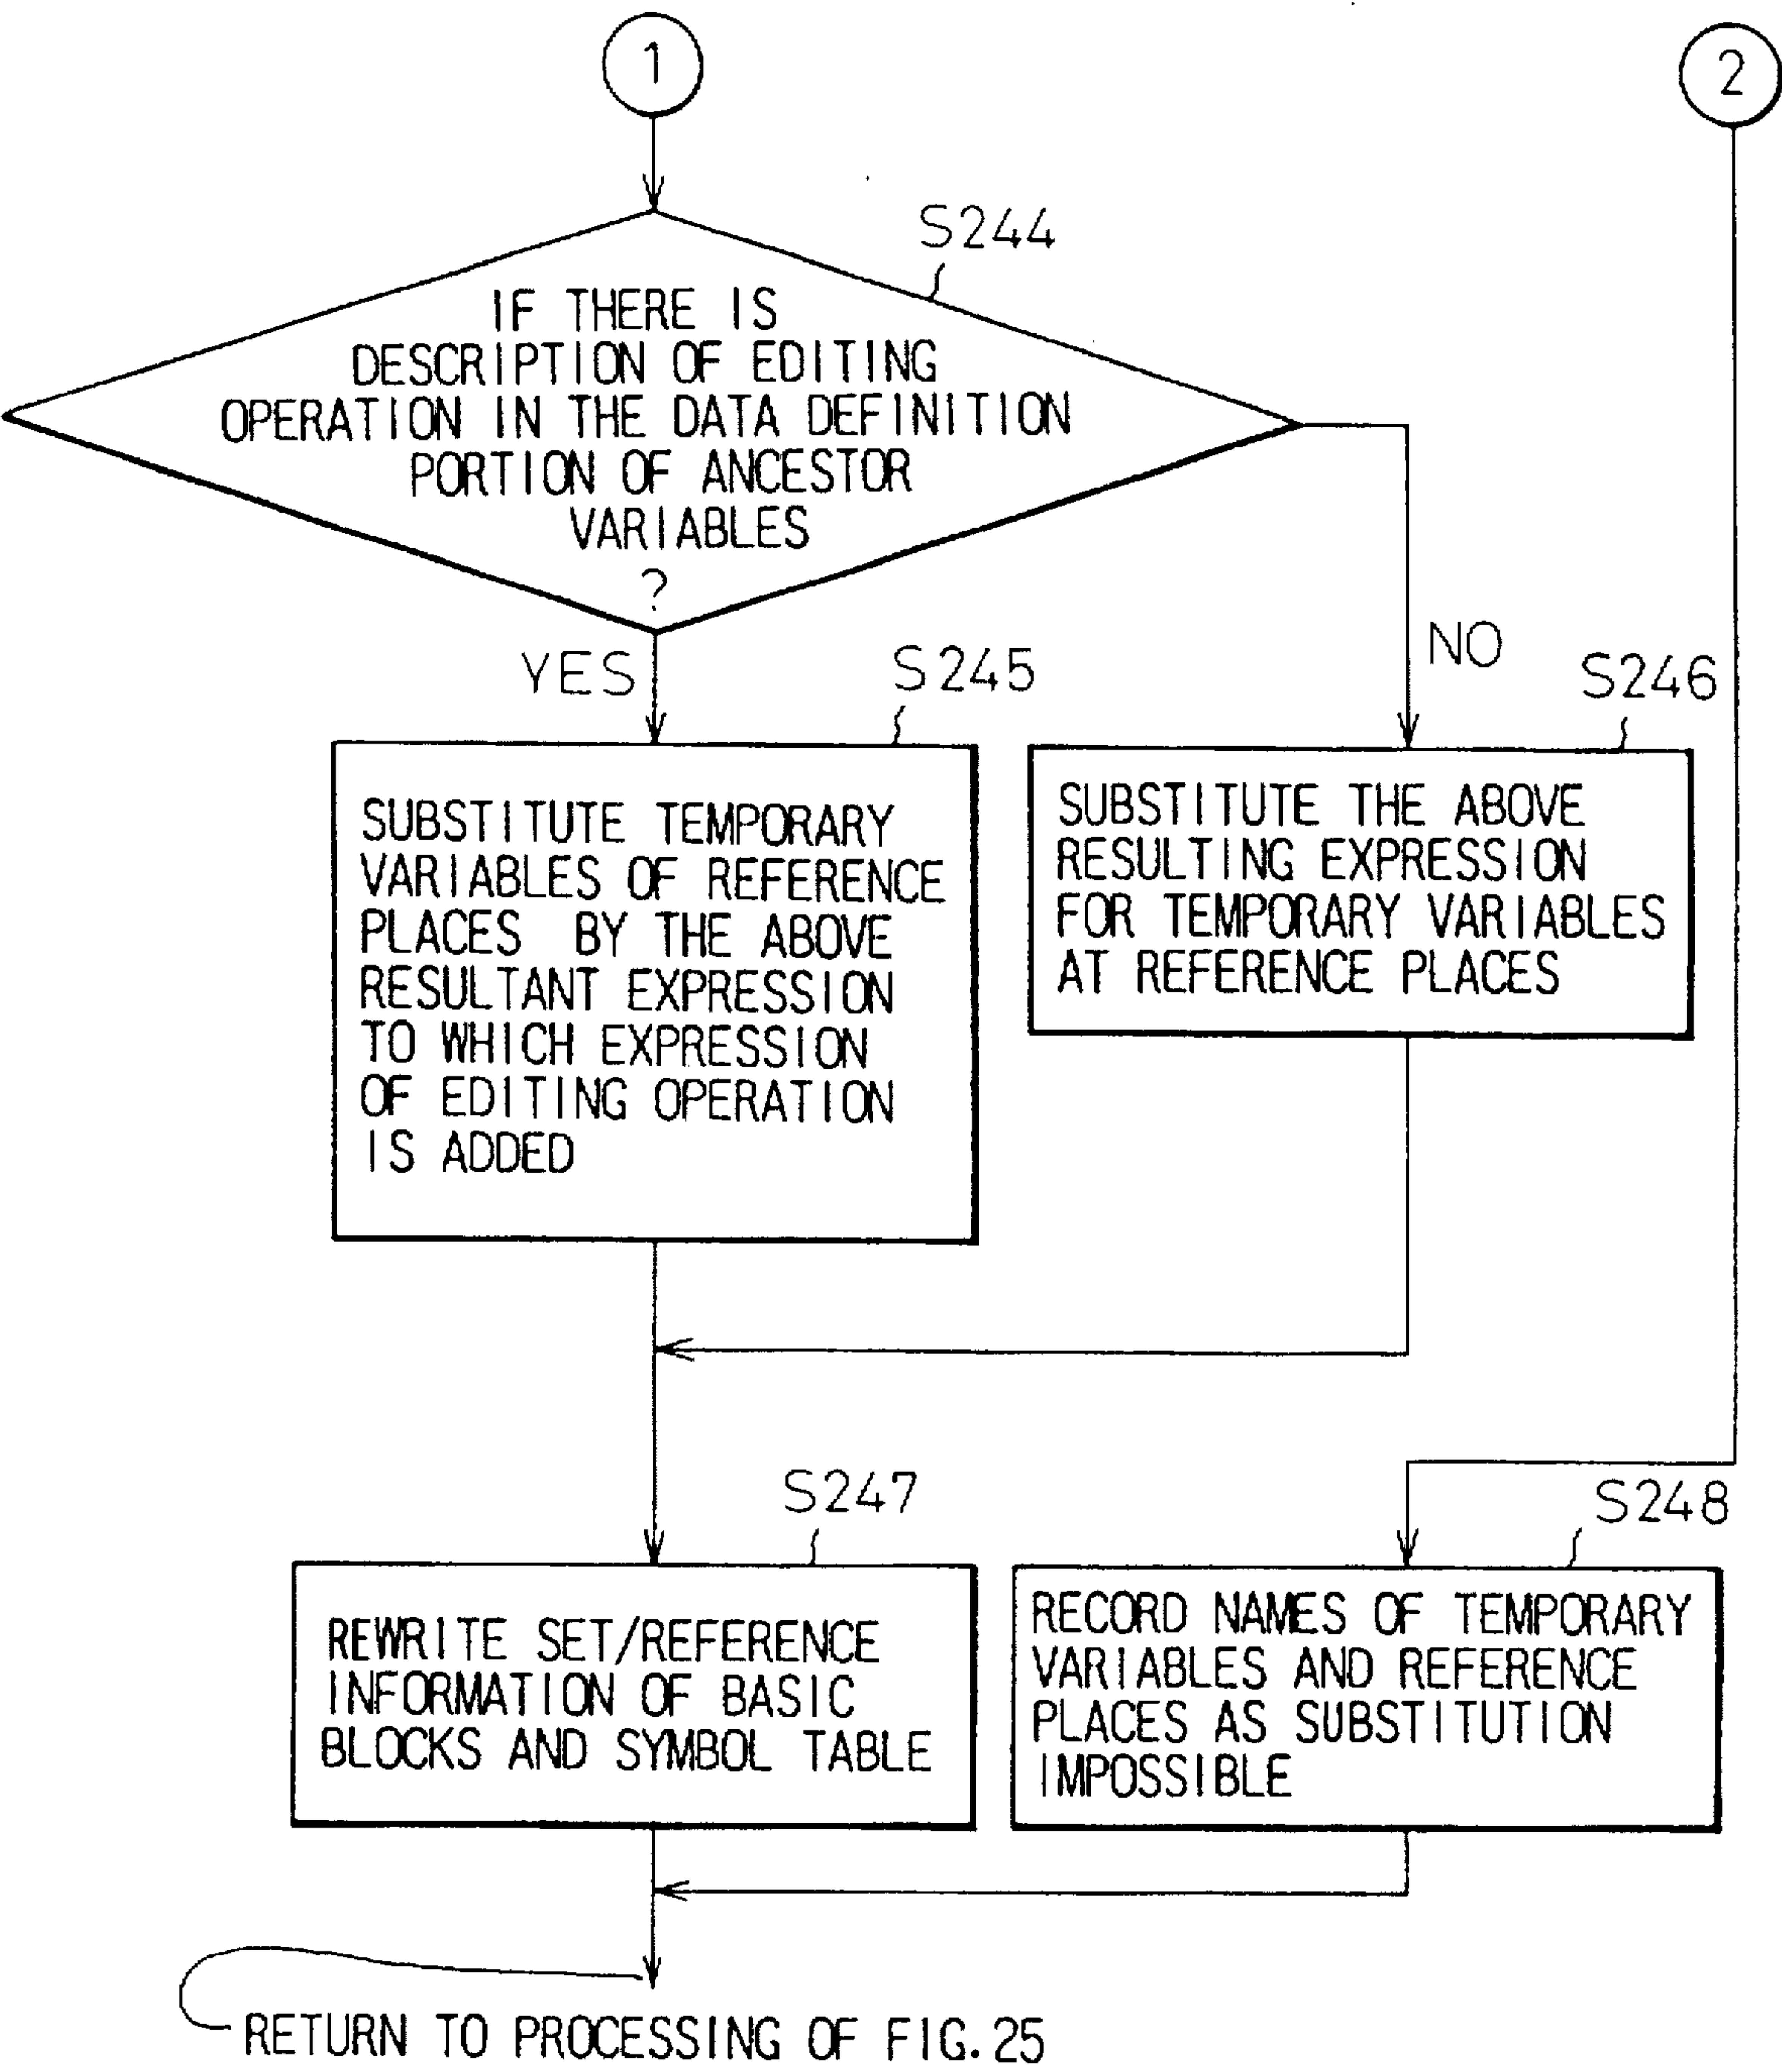 1
2
S244
IF THERE IS
DESCRIPTION OF EDITING
OPERATION IN THE DATA DEFINITION
PORTION OF ANCESTOR
VARIABLES
?
YES
S245
NO
S246
SUBSTITUTE TEMPORARY
VARIABLES OF REFERENCE
PLACES BY THE ABOVE
RESULTANT EXPRESSION
TO WHICH EXPRESSION
OF EDITING OPERATION
IS ADDED
SUBSTITUTE THE ABOVE
RESULTING EXPRESSION
FOR TEMPORARY VARIABLES
AT REFERENCE PLACES
S247
S248
REWRITE SET/REFERENCE
INFORMATION OF BASIC
BLOCKS AND SYMBOL TABLE
RECORD NAMES OF TEMPORARY
VARIABLES AND REFERENCE
PLACES AS SUBSTITUTION
IMPOSSIBLE
RETURN TO PROCESSING OF FIG.25